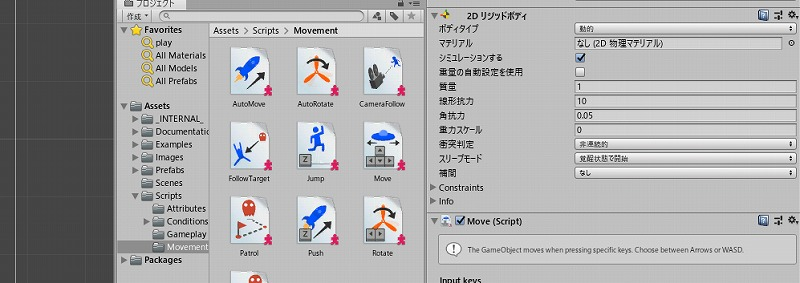 プロジェクト
作成
Favorites
play
All Materials
All Models
All Prefabs
Assets
_INTERNAL_
Documentatio
Examples
Images
Prefabs
Scenes
Scripts
Attributes
Conditions
Gameplay
Movement
Packages
Assets Scripts Movement
AutoMove AutoRotate CameraFollow
FollowTarget Jump Move
Z
Patrol Push Rotate
Z
2D リジッドボディ
ボディタイプ 動的
マテリアル なし (2D 物理マテリアル)
シミュレーションする
重量の自動設定を使用
質量 1
線形抗力 10
角抗力 0.05
重力スケール 0
衝突判定 非連続的
スリープモード 覚醒状態で開始
補間 なし
Constraints
Info
Move (Script)
The GameObject moves when pressing specific keys. Choose between Arrows or WASD.
Input keys